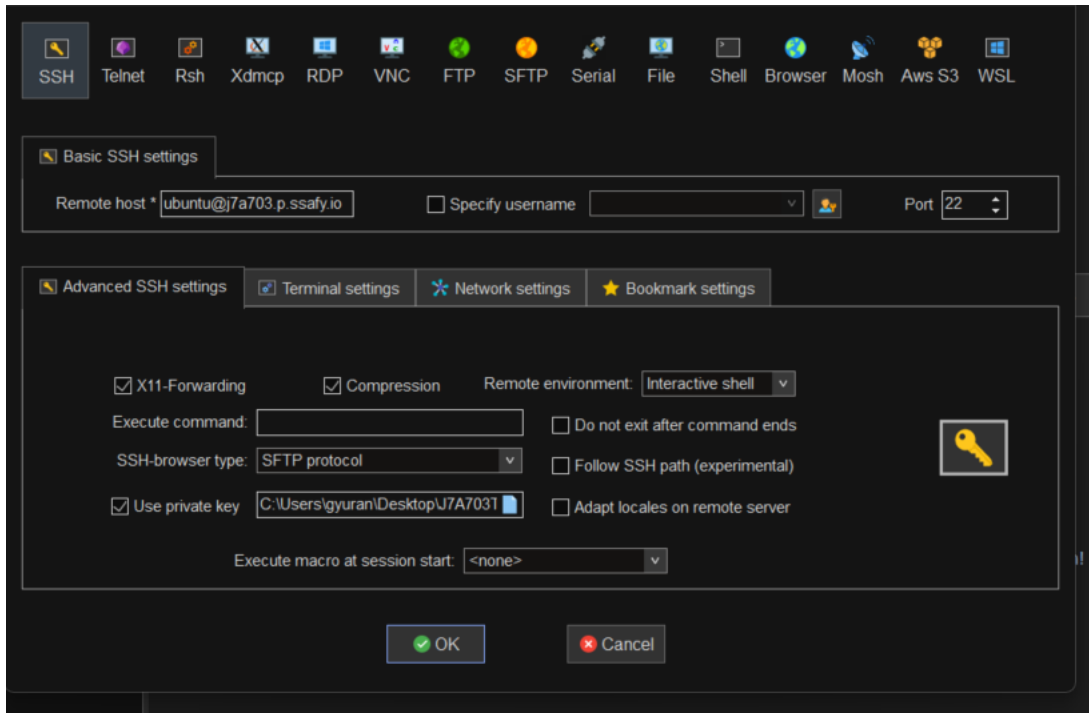 SSH Telnet Rsh Xdmcp RDP VNC FTP SFTP Serial File Shell Browser Mosh Aws S3 WSL
Basic SSH settings
Remote host * ubuntu@j7a703.p.ssafy.io Specify username Port 22
Advanced SSH settings Terminal settings Network settings Bookmark settings
X11-Forwarding Compression Remote environment: Interactive shell
Execute command: Do not exit after command ends
SSH-browser type: SFTP protocol Follow SSH path (experimental)
Use private key C:\Users\gyuran\Desktop\J7A703T Adapt locales on remote server
Execute macro at session start: <none>
OK Cancel